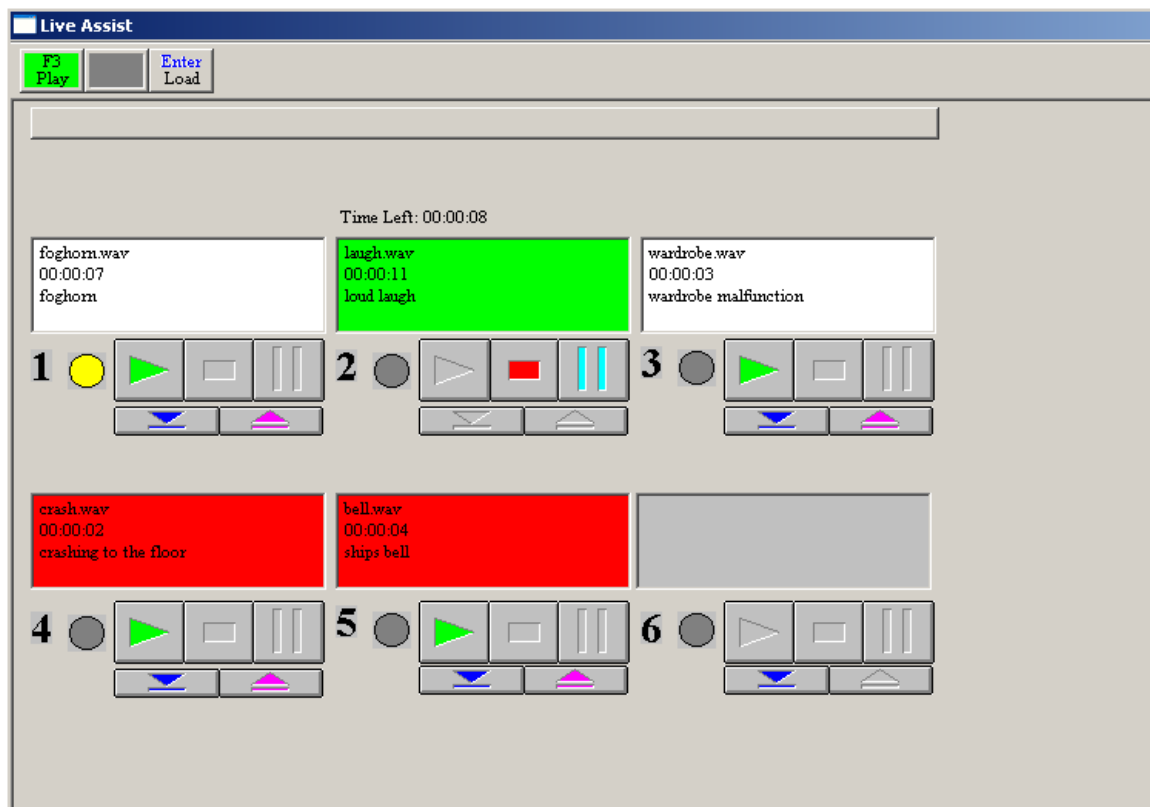 Live Assist
F3
Play
Enter
Load
Time Left: 00:00:08
foghorn.wav
00:00:07
foghorn
laugh.wav
00:00:11
loud laugh
wardrobe.wav
00:00:03
wardrobe malfunction
1
2
3
crash.wav
00:00:02
crashing to the floor
bell.wav
00:00:04
ships bell
4
5
6